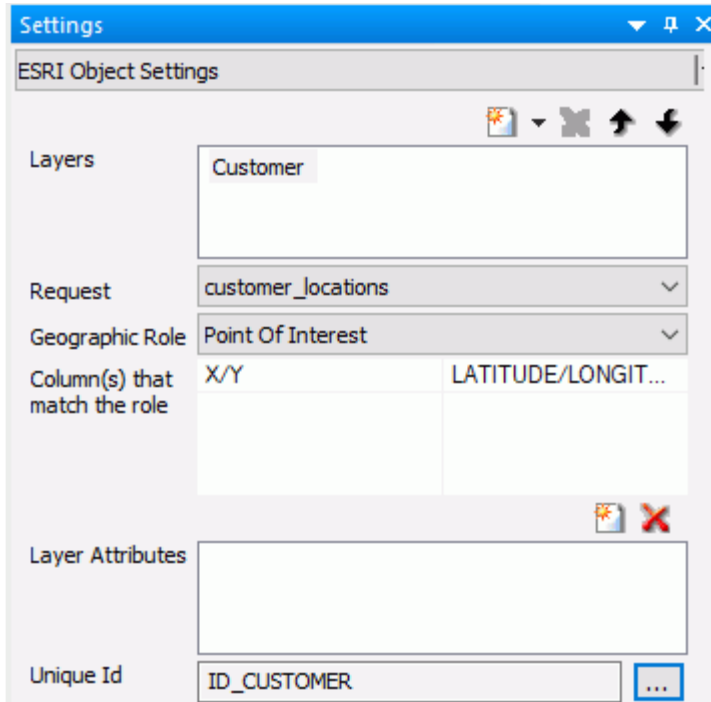 Settings
ESRI Object Settings
Layers
Customer
Request
customer_locations
Geographic Role
Point Of Interest
Column(s) that
match the role
X/Y
LATITUDE/LONGIT...
Layer Attributes
Unique Id
ID_CUSTOMER
...